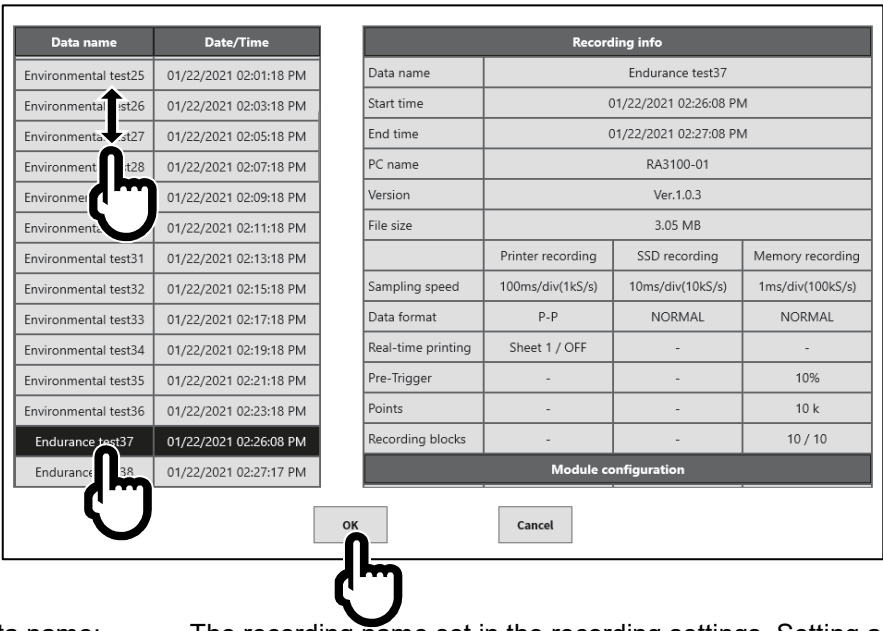 Data name Date/Time
Environmental test25 01/22/2021 02:01:18 PM
st26 01/22/2021 02:03:18 PM
01/22/2021 02:05:18 PM
01/22/2021 02:07:18 PM
01/22/2021 02:09:18 PM
01/22/2021 02:11:18 PM
Environmental test31 01/22/2021 02:13:18 PM
Environmental test32 01/22/2021 02:15:18 PM
Environmental test33 01/22/2021 02:17:18 PM
Environmental test34 01/22/2021 02:19:18 PM
Environmental test35 01/22/2021 02:21:18 PM
Environmental test36 01/22/2021 02:23:18 PM
Endurance test37 01/22/2021 02:26:08 PM
Endurance 01/22/2021 02:27:17 PM
Recording info
Data name Endurance test37
Start time 01/22/2021 02:26:08 PM
End time 01/22/2021 02:27:08 PM
PC name RA3100-01
Version Ver.1.0.3
File size 3.05 MB
Printer recording SSD recording Memory recording
Sampling speed 100ms/div(1kS/s) 10ms/div(10kS/s) 1ms/div(100kS/s)
Data format P-P NORMAL NORMAL
Real-time printing Sheet 1 / OFF - -
Pre-Trigger - - 10%
Points - - 10 k
Recording blocks - - 10 / 10
Module configuration
OK Cancel
name: The recording name set in the recording settings. Setting a